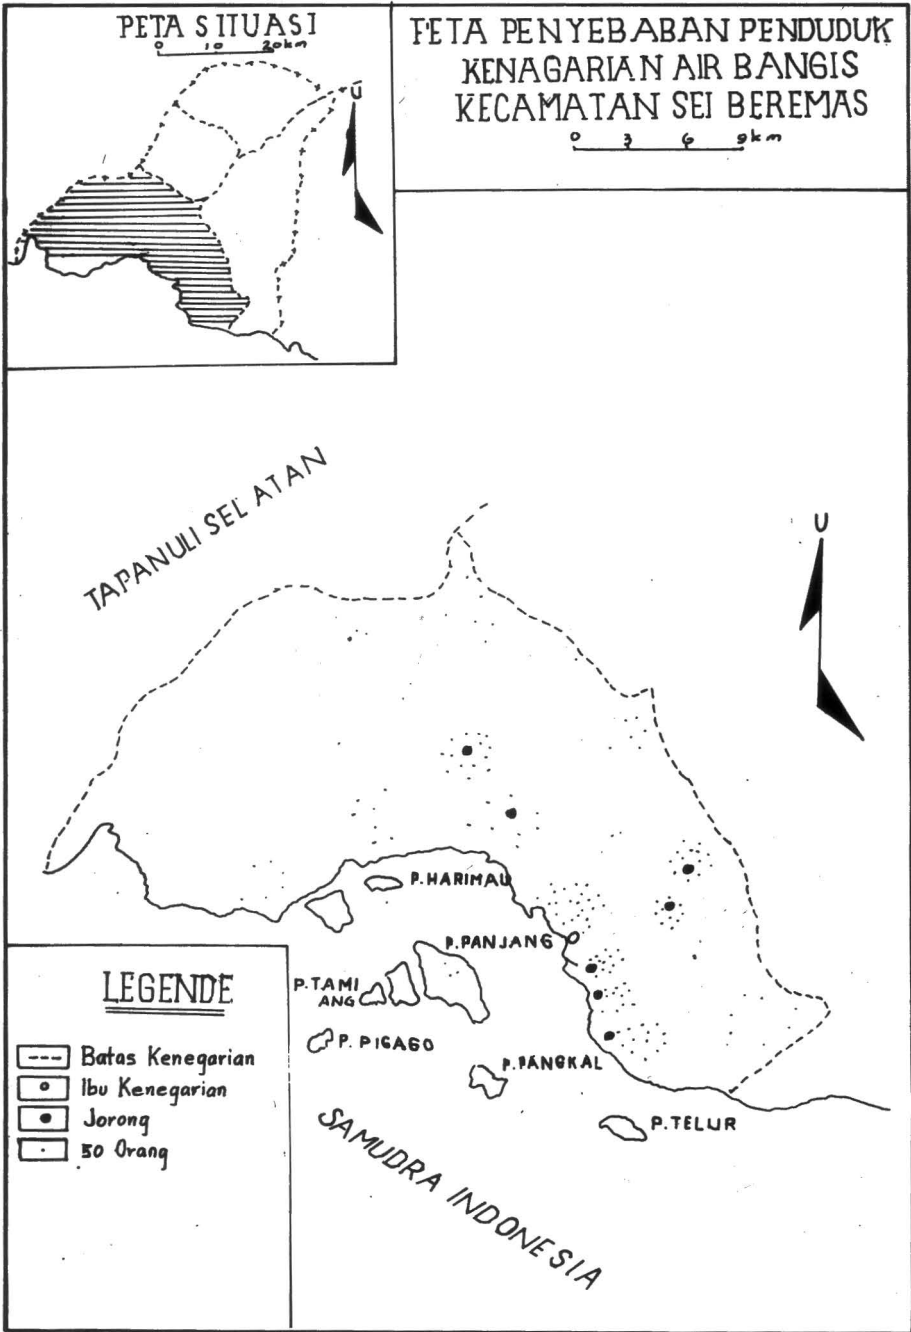 PETA SITUASI
0 10 20km
U
PETA PENYEBABAN PENDUDUK
KENAGARIAN AIR BANGIS
KECAMATAN SEI BEREMAS
0 3 6 9km
TAPANULI SELATAN
U
P. HARIMAU
P. PANJANG
P. TAMI
ANG
P. PIGAGO
P. PANGKAL
P. TELUR
SAMUDRA INDONESIA
LEGENDE
Batas Kenegarian
Ibu Kenegarian
Jorong
50 Orang